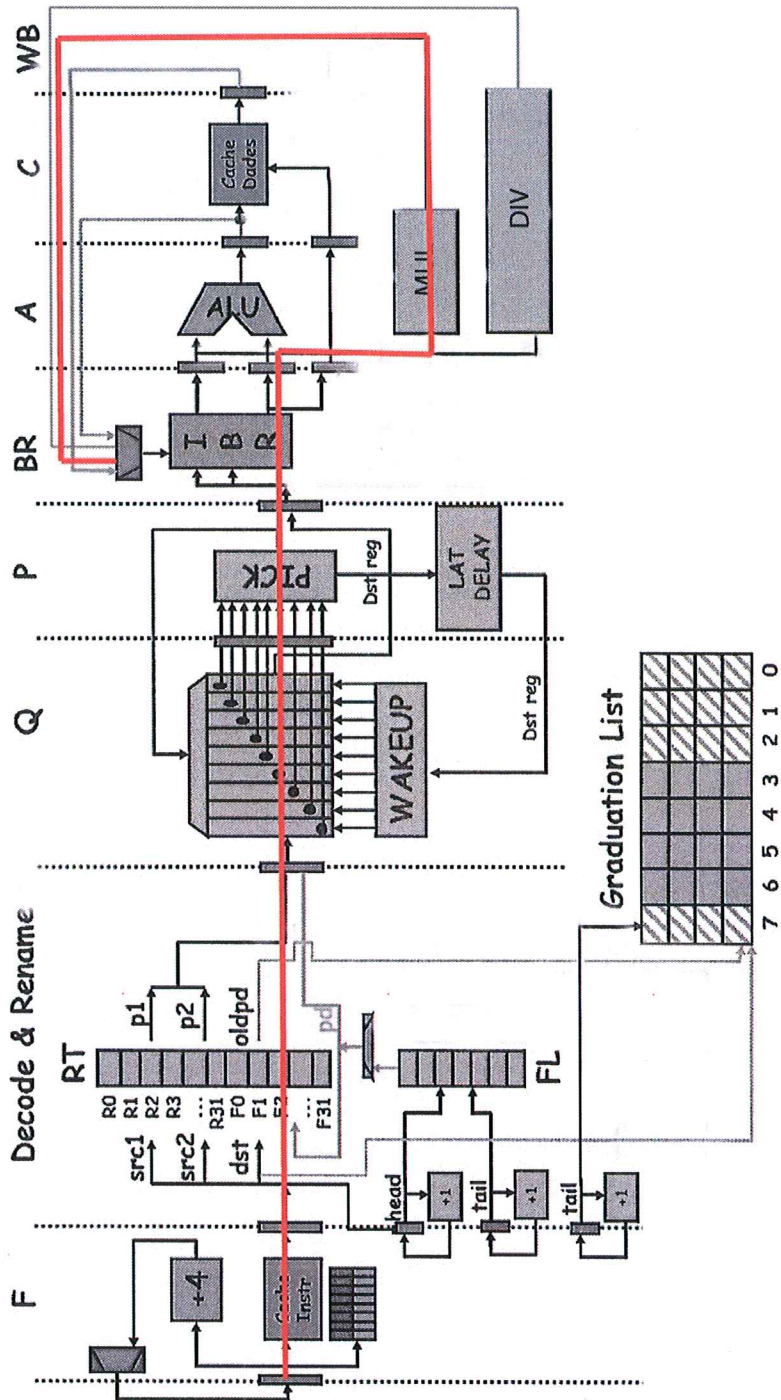 F
Decode & Rename
Q
P
BR
A
C
WB
+4
Cache
Instr
src1
src2
dst
RT
R0
R1
R2
R3
...
R31
F0
F1
F2
...
F31
p1
p2
oldpd
pd
FL
head
+1
tail
+1
tail
+1
WAKEUP
PICK
Dst reg
LAT
DELAY
Dst reg
I
B
R
ALU
Cache
Dades
MUL
DIV
Graduation List
7 6 5 4 3 2 1 0